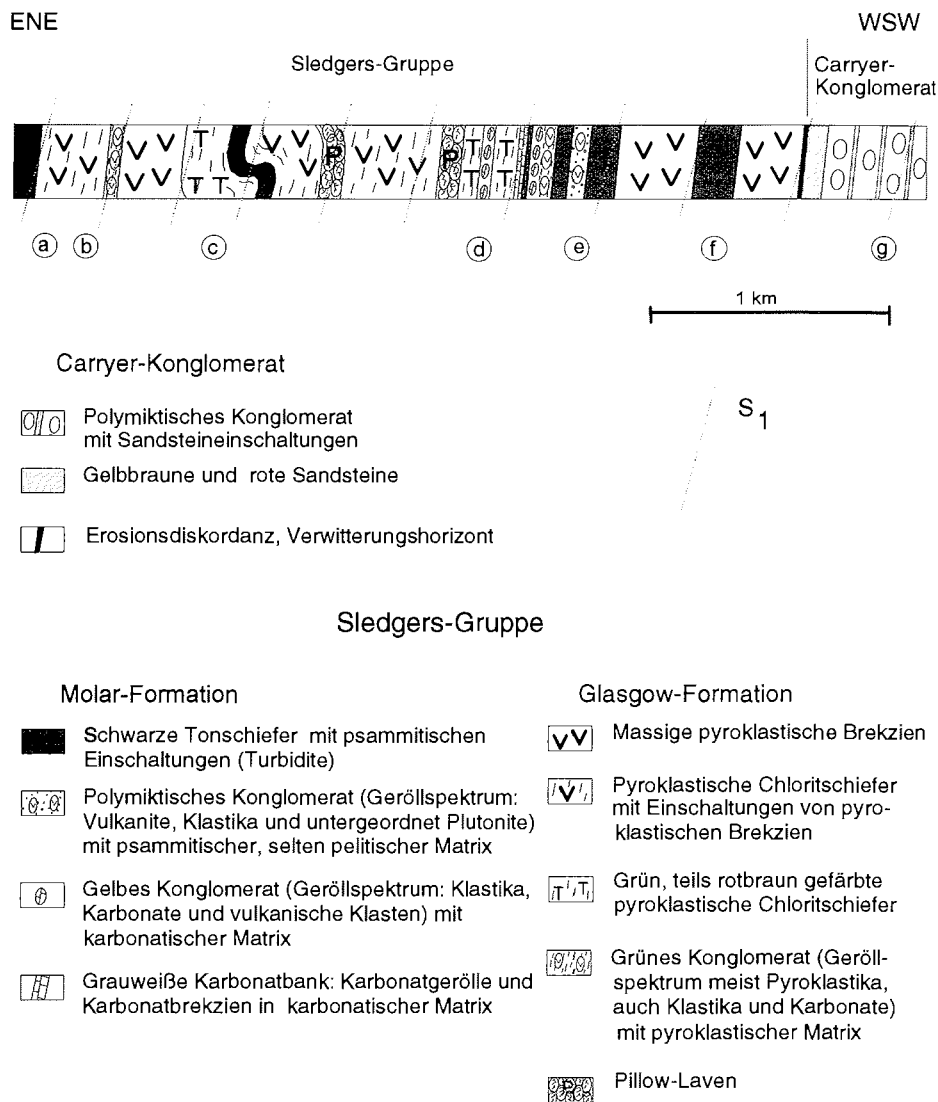 ENE
WSW
Sledgers-Gruppe
Carryer-
Konglomerat
V V V V V V T T T V V V V V V V P P T T T T V V V V V V V V V
a b c d e f g
1 km
Carryer-Konglomerat
Polymiktisches Konglomerat
mit Sandsteineinschaltungen
Gelbbraune und rote Sandsteine
Erosionsdiskordanz, Verwitterungshorizont
S1
Sledgers-Gruppe
Molar-Formation
Schwarze Tonschiefer mit psammitischen
Einschaltungen (Turbidite)
Polymiktisches Konglomerat (Geröllspektrum:
Vulkanite, Klastika und untergeordnet Plutonite)
mit psammitischer, selten pelitischer Matrix
Gelbes Konglomerat (Geröllspektrum: Klastika,
Karbonate und vulkanische Klasten) mit
karbonatischer Matrix
Grauweiße Karbonatbank: Karbonatgerölle und
Karbonatbrekzien in karbonatischer Matrix
Glasgow-Formation
V V Massige pyroklastische Brekzien
V Pyroklastische Chloritschiefer
mit Einschaltungen von pyro-
klastischen Brekzien
T T Grün, teils rotbraun gefärbte
pyroklastische Chloritschiefer
Grünes Konglomerat (Geröll-
spektrum meist Pyroklastika,
auch Klastika und Karbonate)
mit pyroklastischer Matrix
P Pillow-Laven